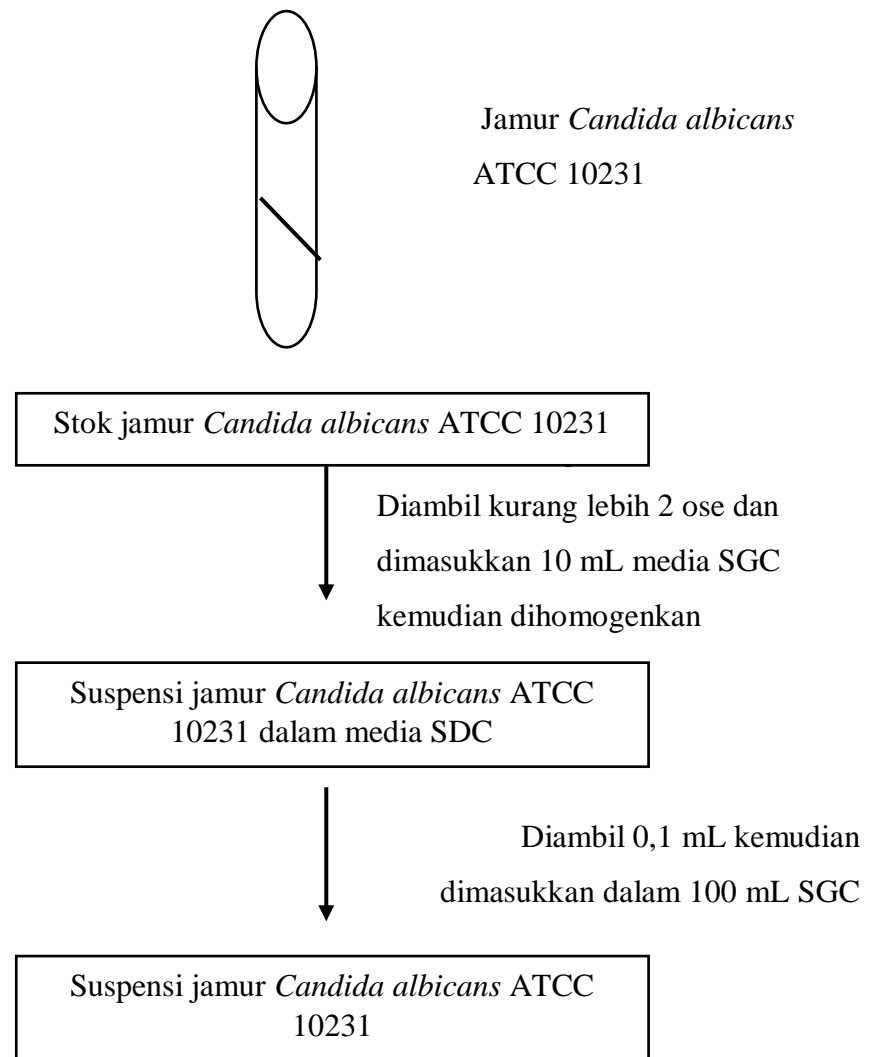 Jamur Candida albicans
ATCC 10231
Stok jamur Candida albicans ATCC 10231
Diambil kurang lebih 2 ose dan
dimasukkan 10 mL media SGC
kemudian dihomogenkan
Suspensi jamur Candida albicans ATCC
10231 dalam media SDC
Diambil 0,1 mL kemudian
dimasukkan dalam 100 mL SGC
Suspensi jamur Candida albicans ATCC
10231